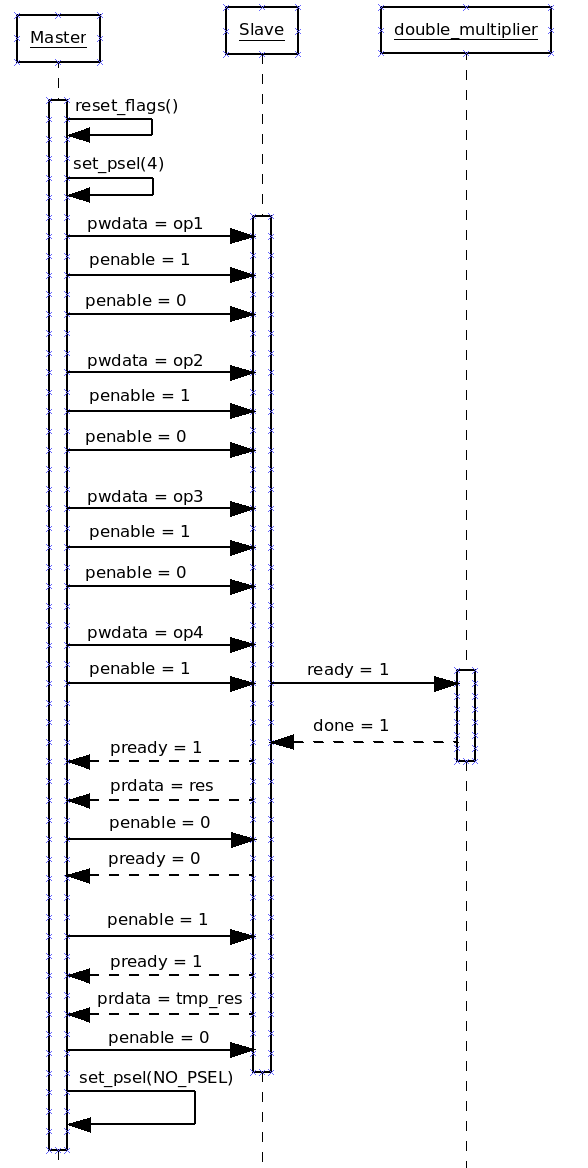 Master
Slave
double_multiplier
reset_flags()
set_psel(4)
pwdata = op1
penable = 1
penable = 0
pwdata = op2
penable = 1
penable = 0
pwdata = op3
penable = 1
penable = 0
pwdata = op4
penable = 1
ready = 1
done = 1
pready = 1
prdata = res
penable = 0
pready = 0
penable = 1
pready = 1
prdata = tmp_res
penable = 0
set_psel(NO_PSEL)